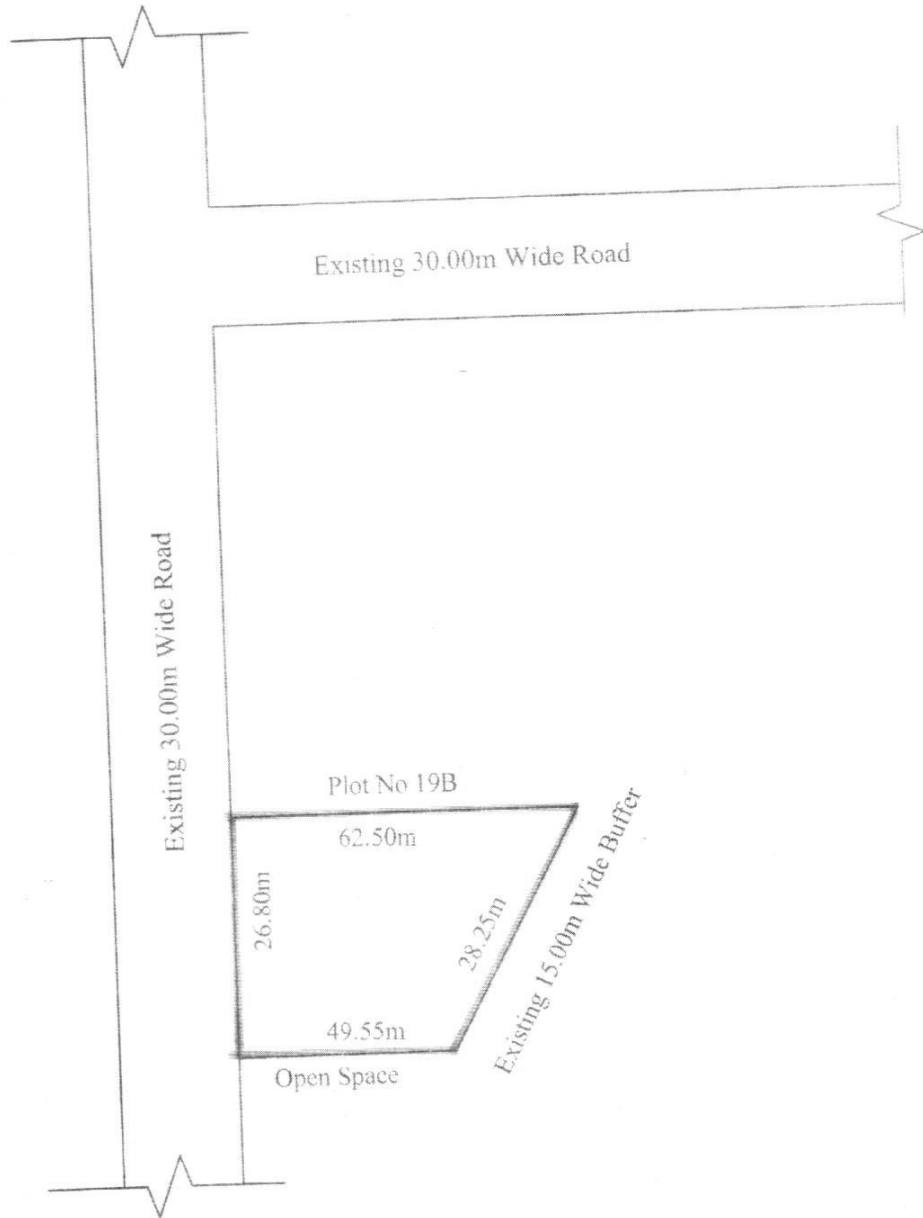 Existing 30.00m Wide Road
Existing 30.00m Wide Road
Plot No 19B
62.50m
26.80m
28.25m
Existing 15.00m Wide Buffer
49.55m
Open Space